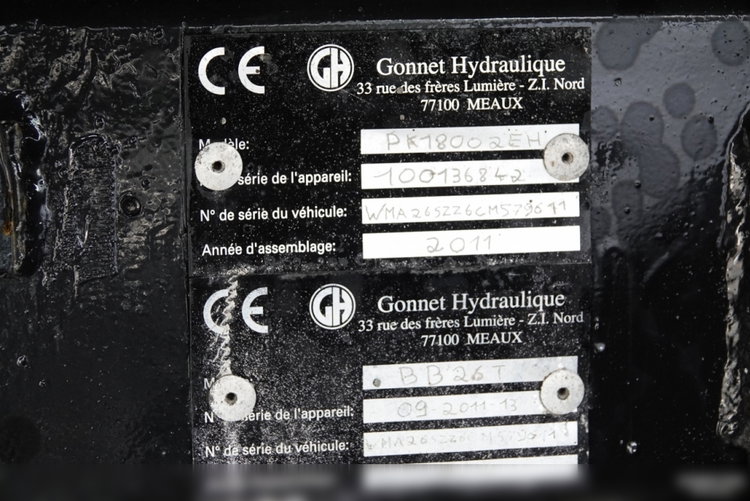 CE GH Gonnet Hydraulique
33 rue des frères Lumière - Z.I. Nord
77100 MEAUX
Modèle: PK18002EH
série de l'appareil: 100136842
N° de série du véhicule: WMA26SZZ6CM579611
Année d'assemblage: 2011
CE GH Gonnet Hydraulique
33 rue des frères Lumière - Z.I. Nord
77100 MEAUX
BB26T
N° série de l'appareil: 09-2011-13
N° de série du véhicule: